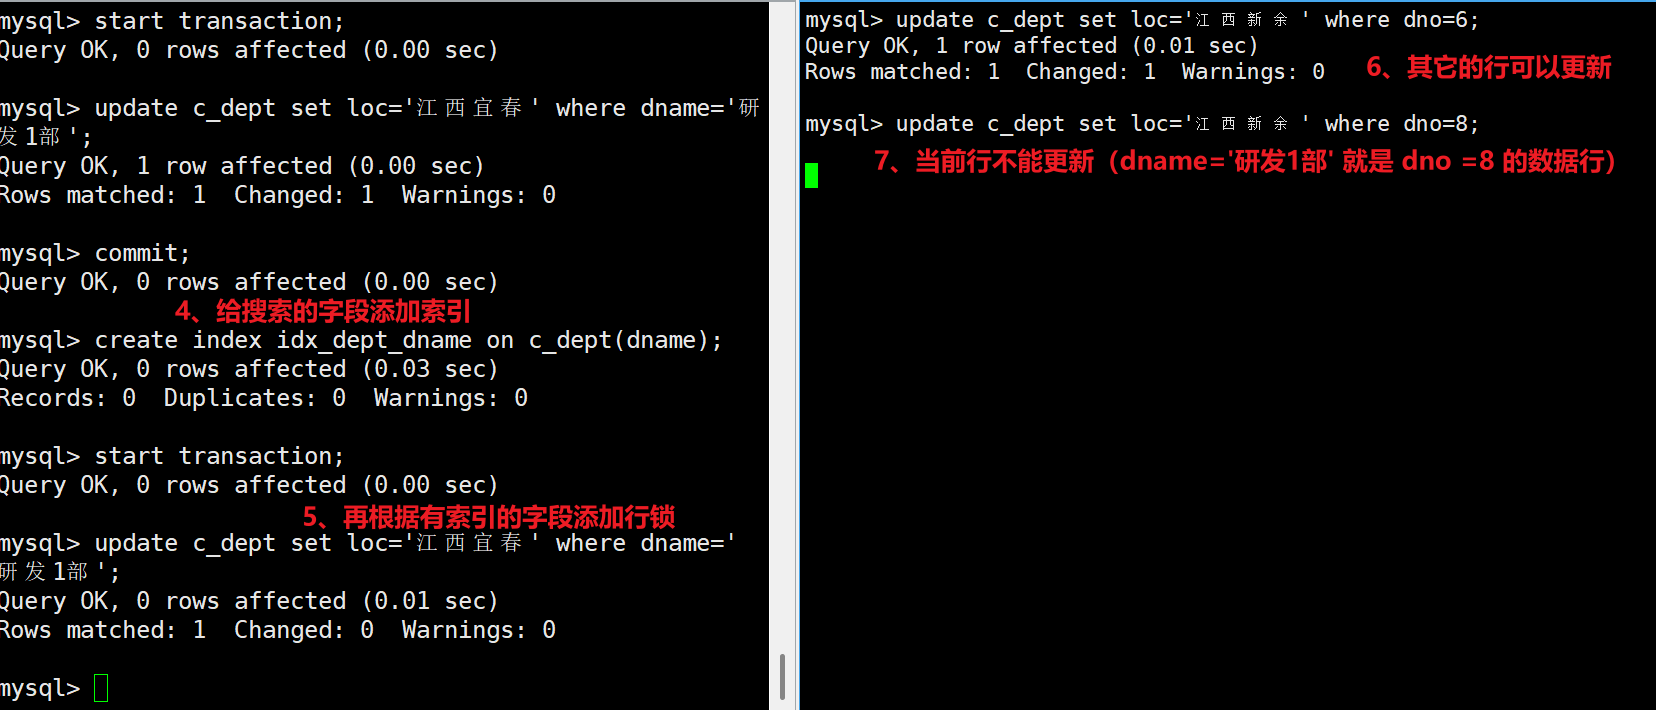 mysql> start transaction;
Query OK, 0 rows affected (0.00 sec)
mysql> update c_dept set loc='江西宜春' where dname='研
发1部';
Query OK, 1 row affected (0.00 sec)
Rows matched: 1  Changed: 1  Warnings: 0
mysql> commit;
Query OK, 0 rows affected (0.00 sec)
4、给搜索的字段添加索引
mysql> create index idx_dept_dname on c_dept(dname);
Query OK, 0 rows affected (0.03 sec)
Records: 0  Duplicates: 0  Warnings: 0
mysql> start transaction;
Query OK, 0 rows affected (0.00 sec)
5、再根据有索引的字段添加行锁
mysql> update c_dept set loc='江西宜春' where dname='
研发1部';
Query OK, 0 rows affected (0.01 sec)
Rows matched: 1  Changed: 0  Warnings: 0
mysql>
mysql> update c_dept set loc='江西新余' where dno=6;
Query OK, 1 row affected (0.01 sec)
Rows matched: 1  Changed: 1  Warnings: 0
6、其它的行可以更新
mysql> update c_dept set loc='江西新余' where dno=8;
7、当前行不能更新（dname='研发1部' 就是 dno =8 的数据行）